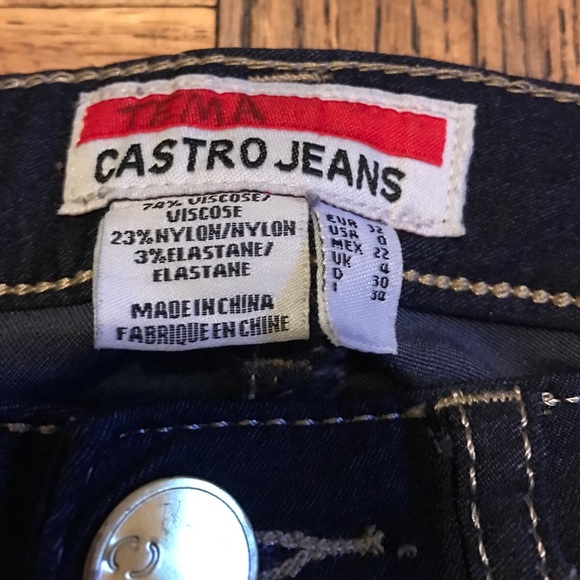 TEMA
CASTRO JEANS
74% VISCOSE/
VISCOSE
23% NYLON/NYLON
3% ELASTANE/
ELASTANE
MADE IN CHINA
FABRIQUE EN CHINE
EUR 32
USA 0
MEX 22
UK 4
D 30
I 34